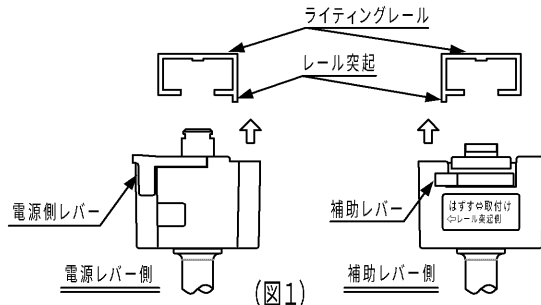 ライティングレール
レール突起
電源側レバー
補助レバー
はずす⇔取付け
⇦レール突起側
電源レバー側
補助レバー側
(図1)